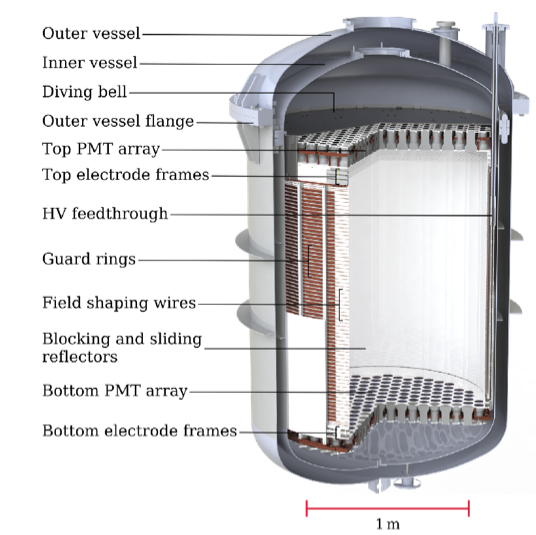 Outer vessel
Inner vessel
Diving bell
Outer vessel flange
Top PMT array
Top electrode frames
HV feedthrough
Guard rings
Field shaping wires
Blocking and sliding
reflectors
Bottom PMT array
Bottom electrode frames
1 m